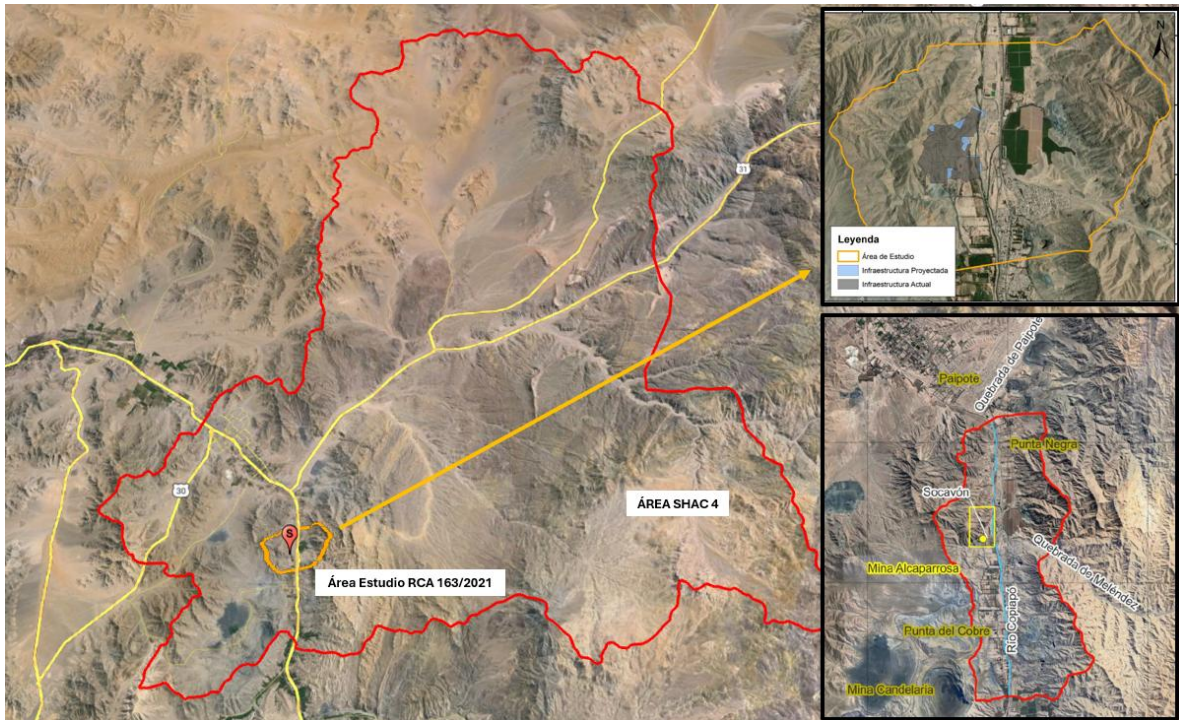 31
30
S
ÁREA SHAC 4
Área Estudio RCA 163/2021
N
Leyenda
Área de Estudio
Infraestructura Proyectada
Infraestructura Actual
Quebrada de Paipote
Paipote
Punta Negra
Socavón
Quebrada de Meléndez
Mina Alcaparrosa
Río Copiapó
Punta del Cobre
Mina Candelaria